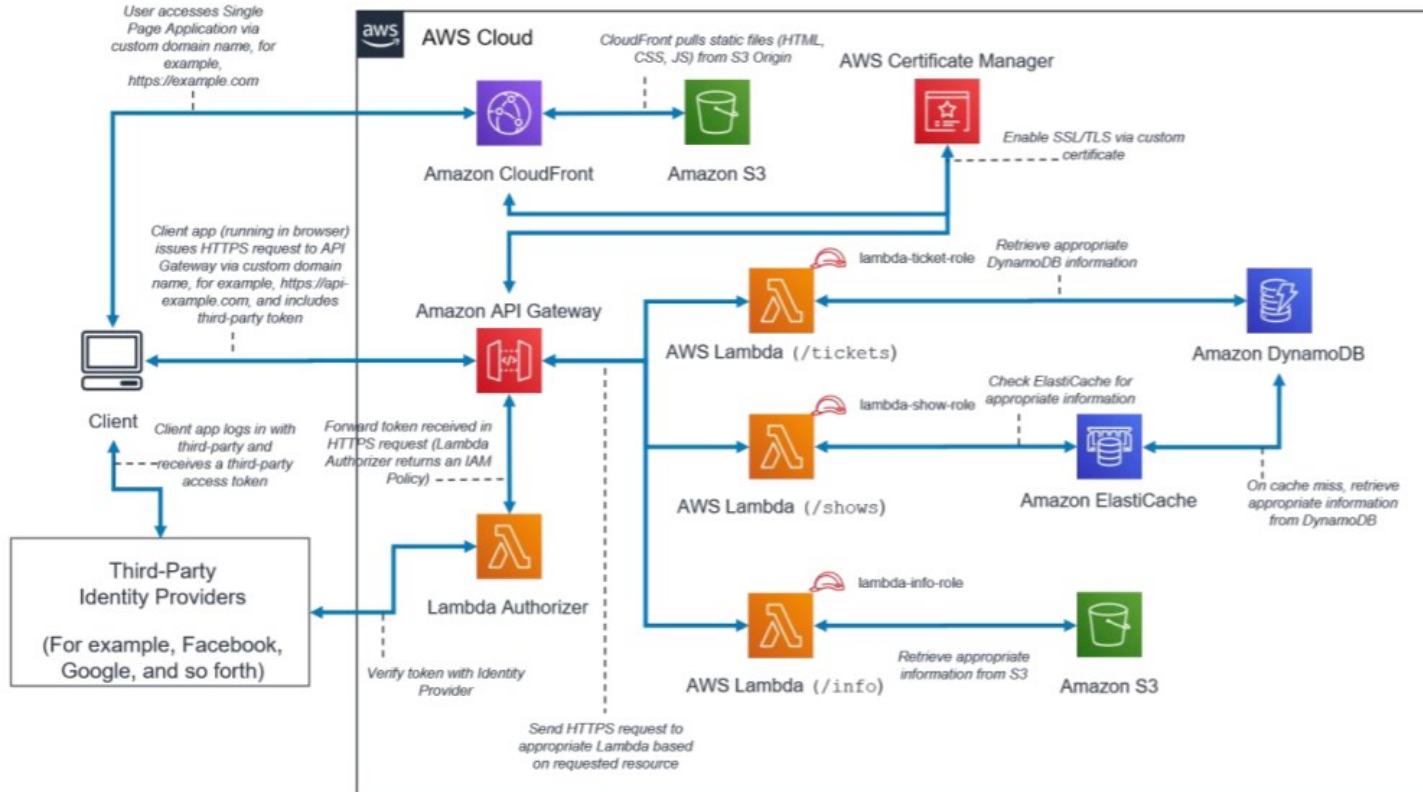 User accesses Single
Page Application via
custom domain name, for
example,
https://example.com
aws
AWS Cloud
CloudFront pulls static files (HTML,
CSS, JS) from S3 Origin
AWS Certificate Manager
Enable SSL/TLS via custom
certificate
Amazon CloudFront
Amazon S3
Client app (running in browser)
issues HTTPS request to API
Gateway via custom domain
name, for example, https://api-
example.com, and includes
third-party token
Amazon API Gateway
lambda-ticket-role
Retrieve appropriate
DynamoDB information
AWS Lambda (/tickets)
Amazon DynamoDB
Client
Client app logs in with
third-party and
receives a third-party
access token
Forward token received in
HTTPS request (Lambda
Authorizer returns an IAM
Policy)
lambda-show-role
Check ElastiCache for
appropriate information
AWS Lambda (/shows)
Amazon ElastiCache
On cache miss, retrieve
appropriate information
from DynamoDB
Third-Party
Identity Providers
(For example, Facebook,
Google, and so forth)
Lambda Authorizer
Verify token with Identity
Provider
lambda-info-role
AWS Lambda (/info)
Retrieve appropriate
information from S3
Amazon S3
Send HTTPS request to
appropriate Lambda based
on requested resource